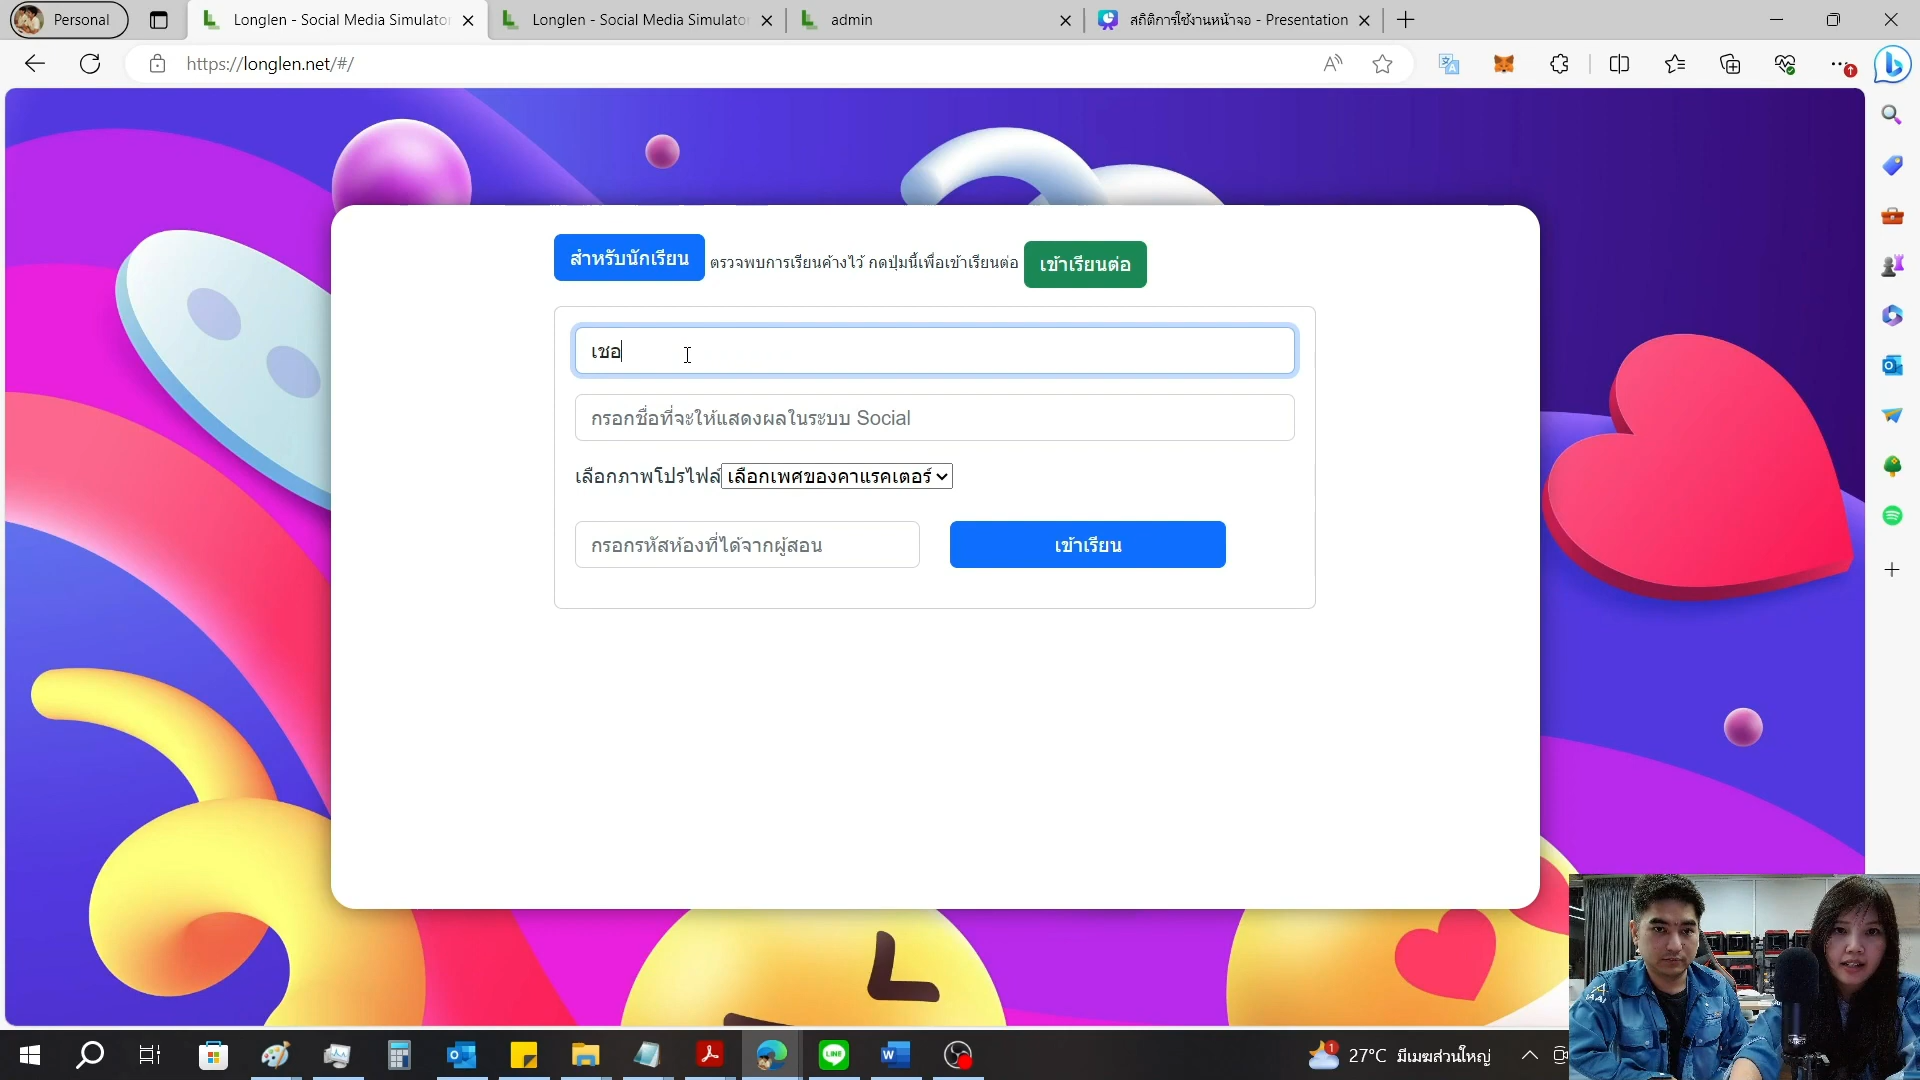 Personal
Longlen - Social Media Simulator
Longlen - Social Media Simulator
admin
สถิติการใช้งานหน้าจอ - Presentation
https://longlen.net/#/
สำหรับนักเรียน
ตรวจพบการเรียนค้างไว้ กดปุ่มนี้เพื่อเข้าเรียนต่อ
เข้าเรียนต่อ
เชอ
กรอกชื่อที่จะให้แสดงผลในระบบ Social
เลือกภาพโปรไฟล์ เลือกเพศของคาแรคเตอร์
กรอกรหัสห้องที่ได้จากผู้สอน
เข้าเรียน
LINE
1
27°C มีเมฆส่วนใหญ่